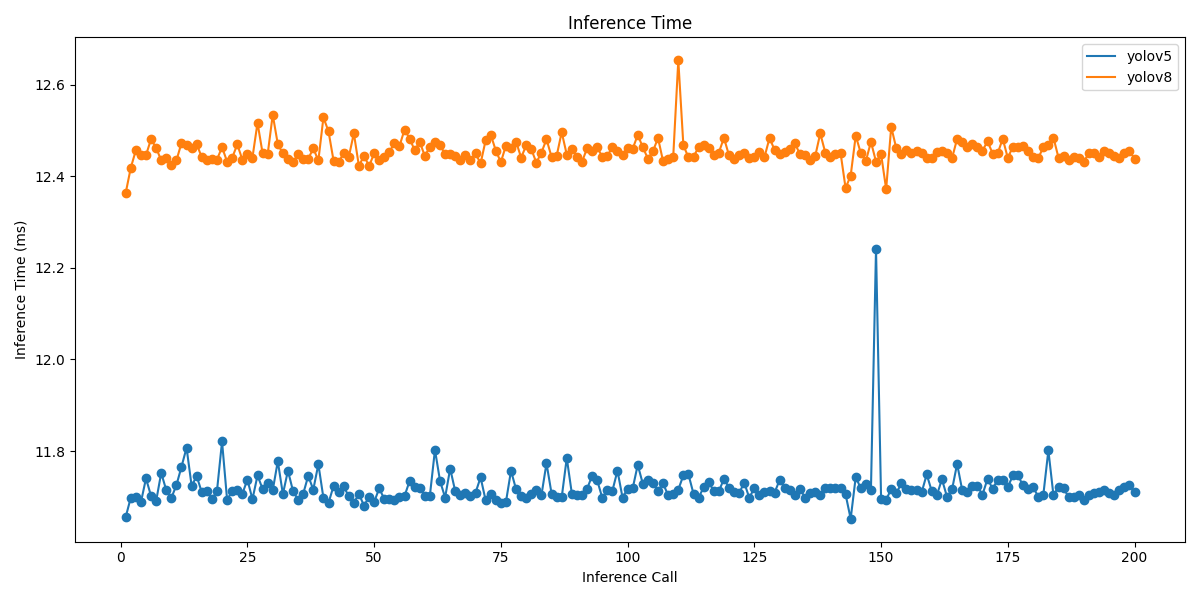 Inference Time
yolov5
yolov8
Inference Time (ms)
12.6
12.4
12.2
12.0
11.8
0 25 50 75 100 125 150 175 200
Inference Call